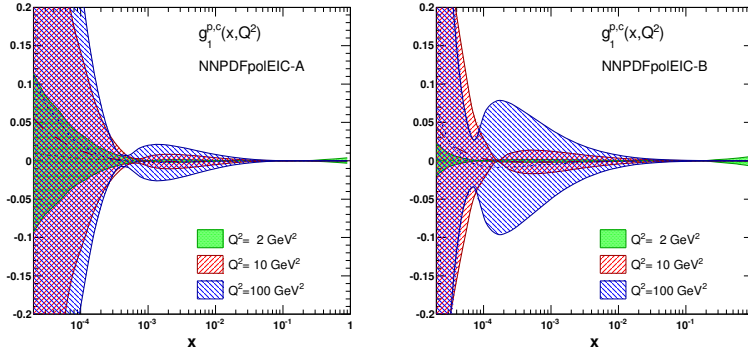 g₁^{p,c}(x,Q²)
NNPDFpolEIC-A
0.2
0.15
0.1
0.05
0
-0.05
-0.1
-0.15
-0.2
Q²= 2 GeV²
Q²= 10 GeV²
Q²=100 GeV²
10⁻⁴ 10⁻³ 10⁻² 10⁻¹ 1
x
g₁^{p,c}(x,Q²)
NNPDFpolEIC-B
0.2
0.15
0.1
0.05
0
-0.05
-0.1
-0.15
-0.2
Q²= 2 GeV²
Q²= 10 GeV²
Q²=100 GeV²
10⁻⁴ 10⁻³ 10⁻² 10⁻¹ 1
x